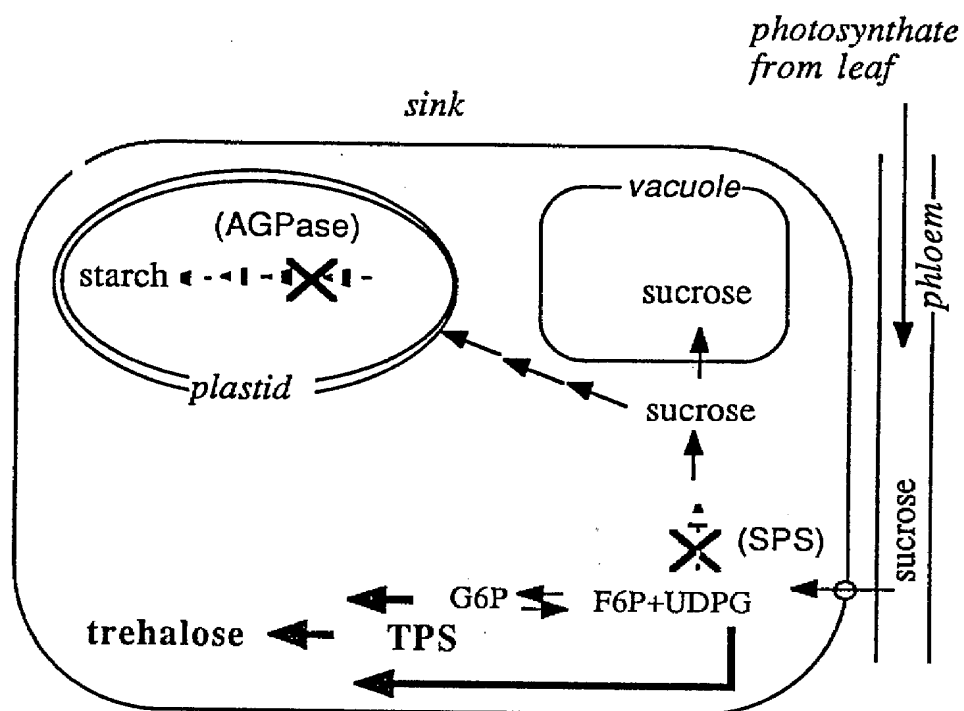 photosynthate
from leaf
sink
vacuole
(AGPase)
starch
sucrose
phloem
plastid
sucrose
sucrose
(SPS)
G6P
F6P+UDPG
trehalose
TPS